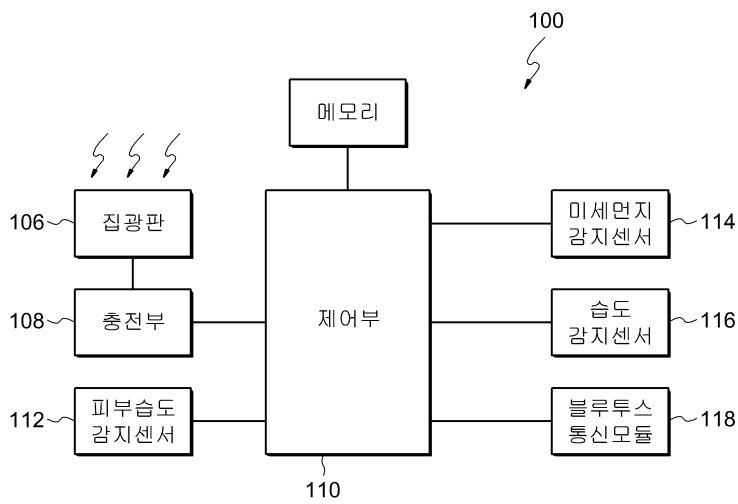 100
메모리
106
집광판
미세먼지
감지센서
114
108
충전부
제어부
습도
감지센서
116
112
피부습도
감지센서
블루투스
통신모듈
118
110